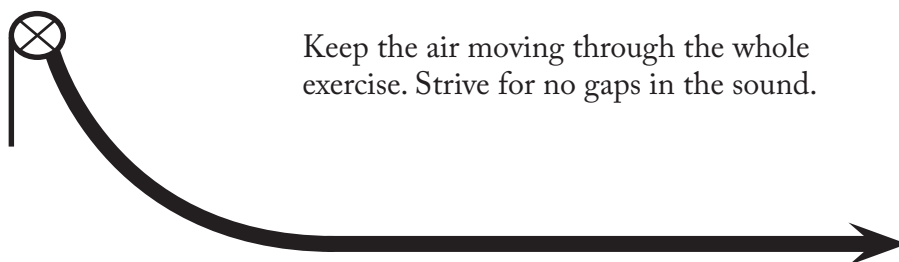 Keep the air moving through the whole
exercise. Strive for no gaps in the sound.